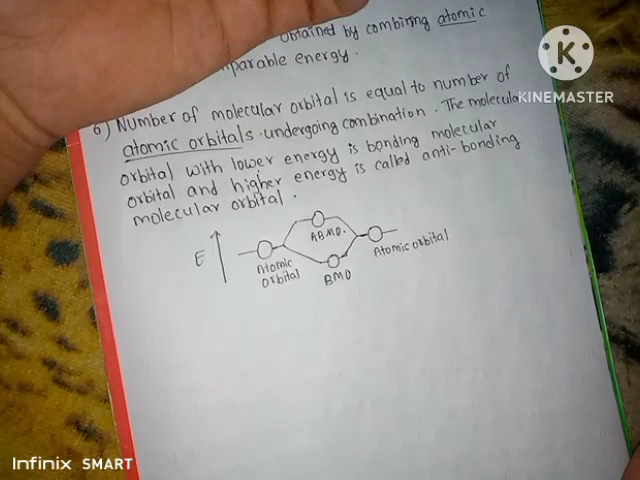 obtained by combining atomic
mparable energy.
KINEMASTER
6) Number of molecular orbital is equal to number of
atomic orbitals undergoing combination. The molecular
orbital with lower energy is bonding molecular
orbital and higher energy is called anti-bonding
molecular orbital.
E
ABMO.
Atomic
orbital
BMO
Atomic orbital
Infinix SMART